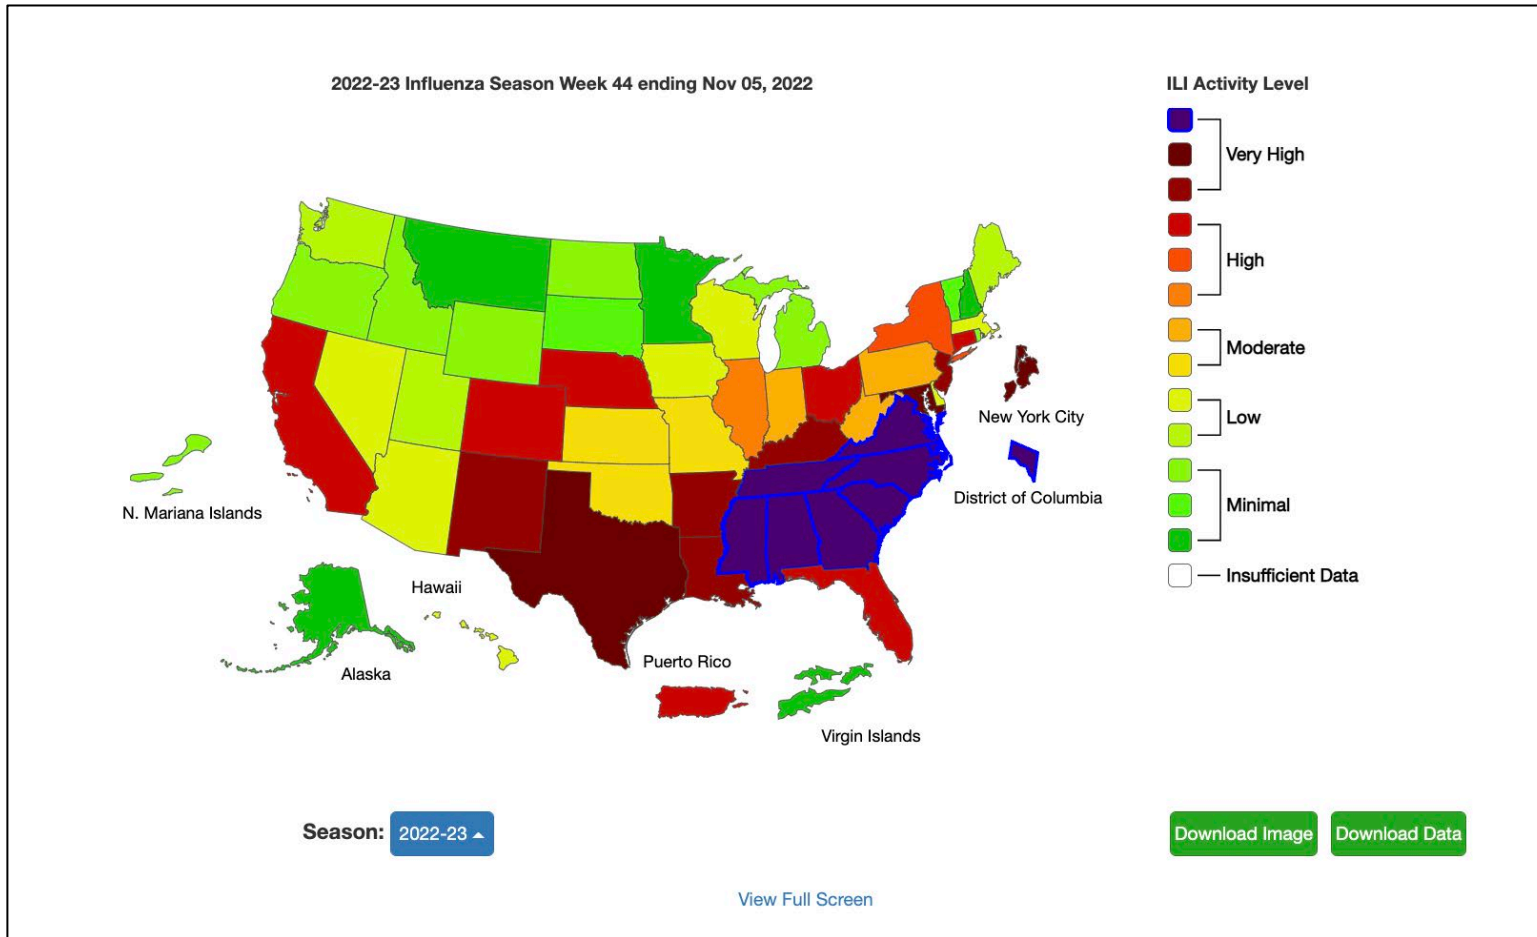 2022-23 Influenza Season Week 44 ending Nov 05, 2022
ILI Activity Level
Very High
High
Moderate
Low
Minimal
Insufficient Data
New York City
District of Columbia
N. Mariana Islands
Hawaii
Alaska
Puerto Rico
Virgin Islands
Season: 2022-23
Download Image
Download Data
View Full Screen